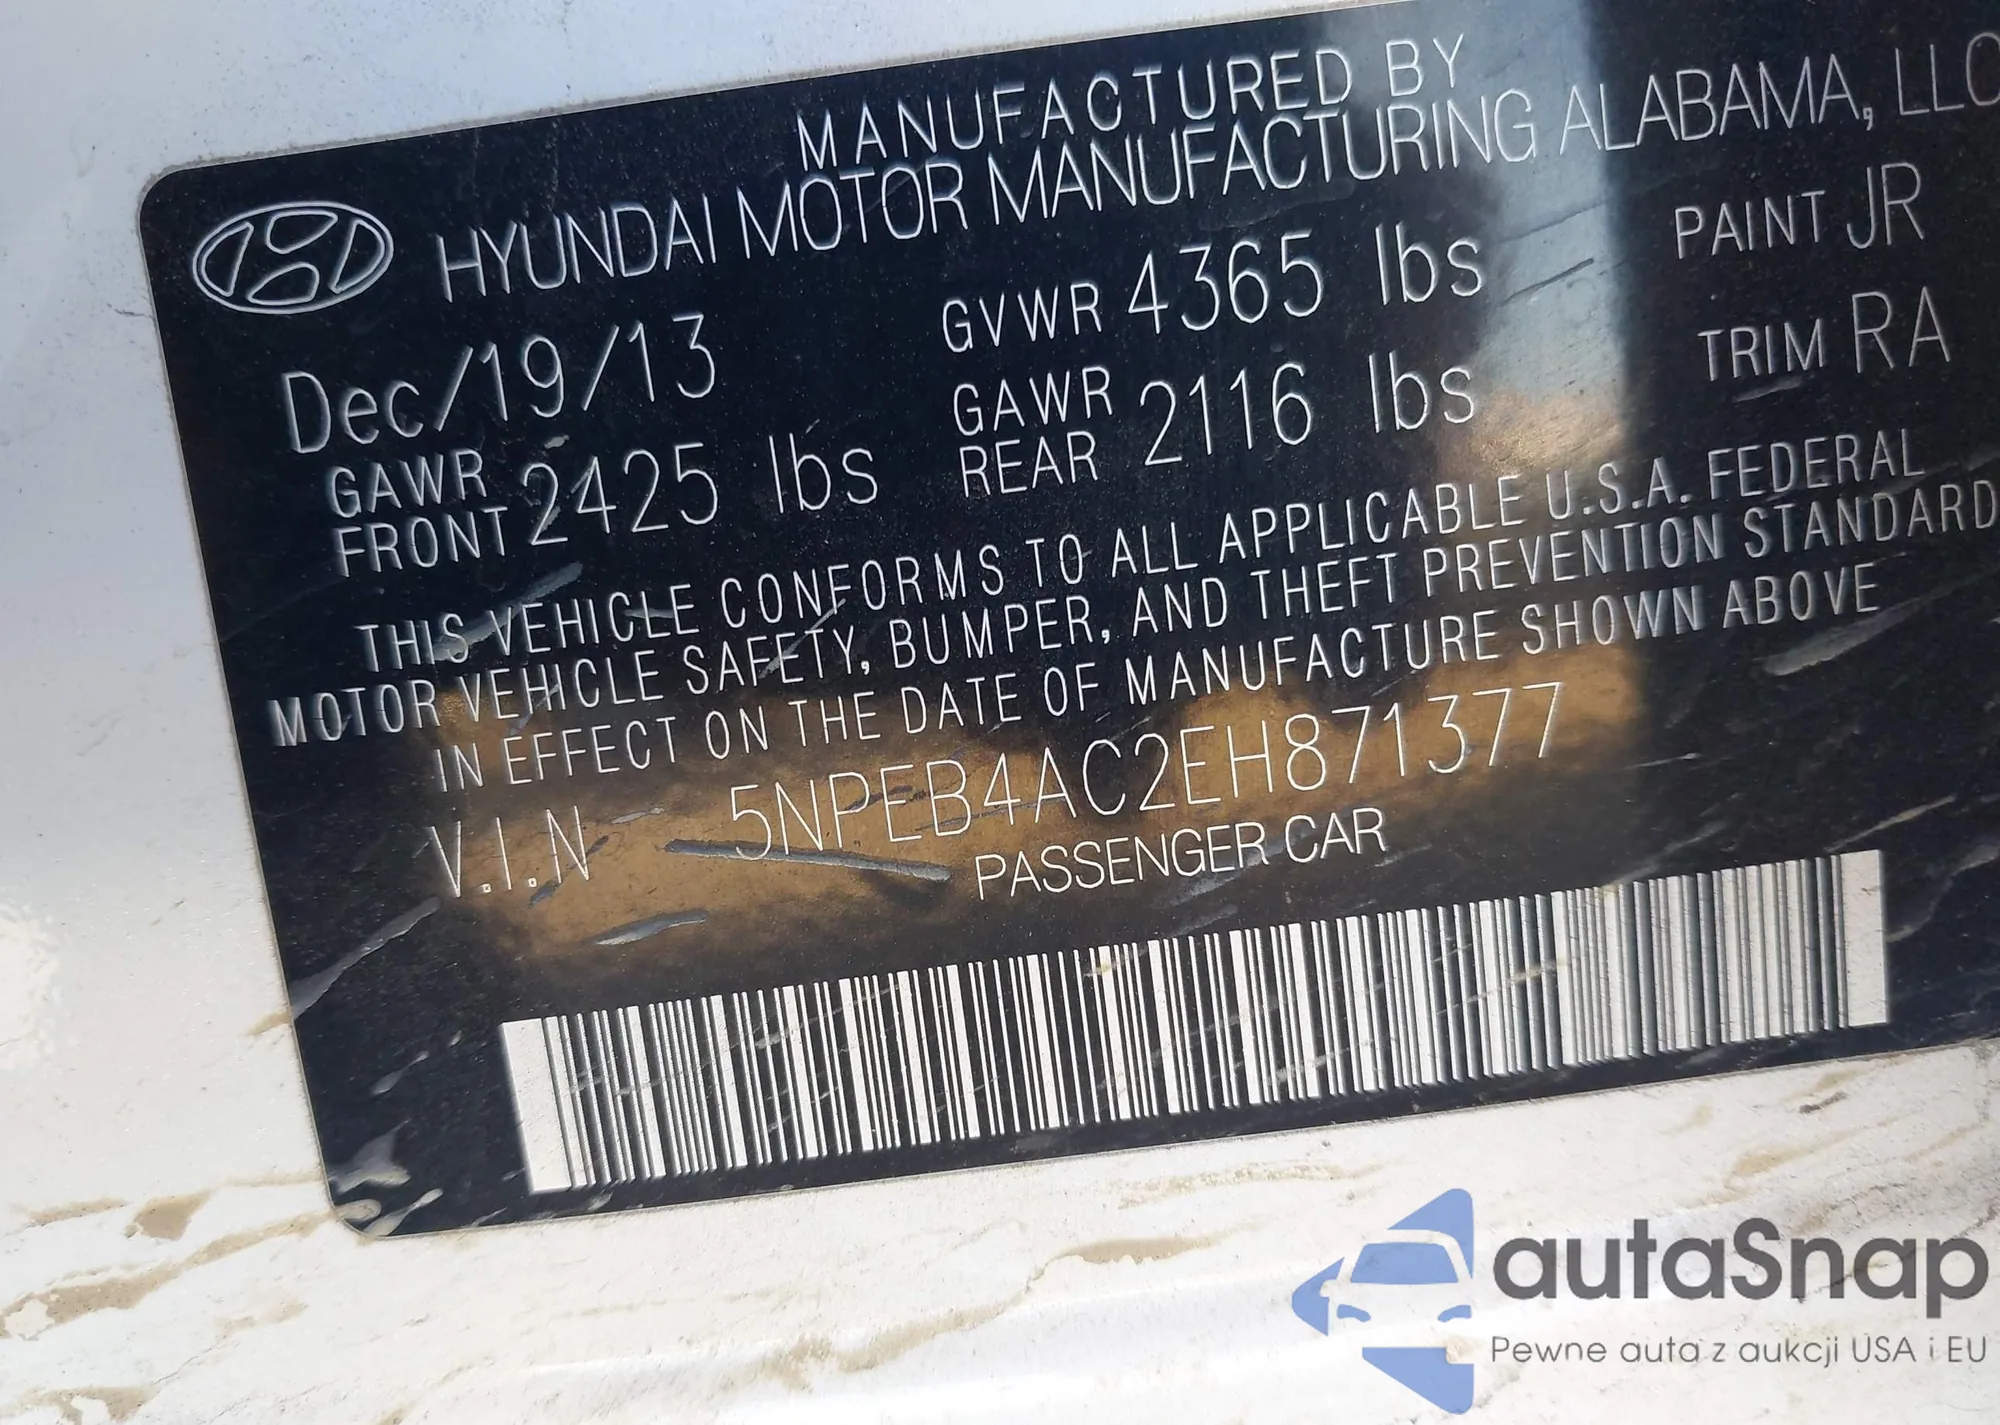 MANUFACTURED BY
HYUNDAI MOTOR MANUFACTURING ALABAMA, LLC
Dec/19/13 GVWR 4365 lbs PAINT JR
GAWR FRONT 2425 lbs GAWR REAR 2116 lbs TRIM RA
THIS VEHICLE CONFORMS TO ALL APPLICABLE U.S.A. FEDERAL
MOTOR VEHICLE SAFETY, BUMPER, AND THEFT PREVENTION STANDARD
IN EFFECT ON THE DATE OF MANUFACTURE SHOWN ABOVE
V.I.N 5NPEB4AC2EH871377
PASSENGER CAR
autaSnap
Pewne auta z aukcji USA i EU